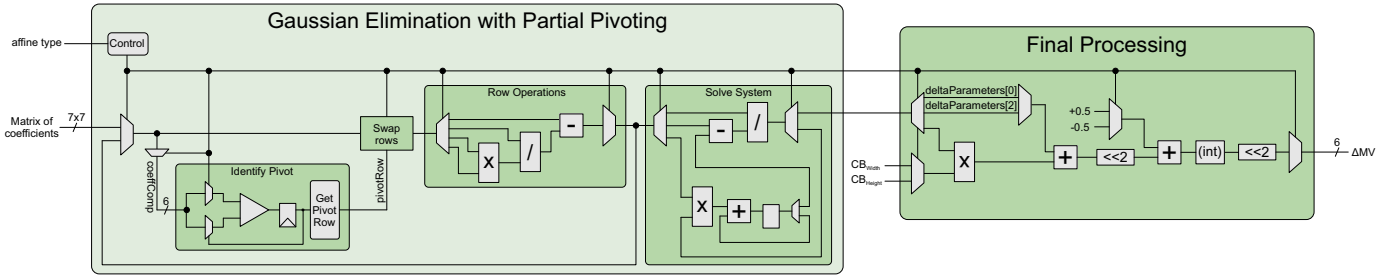 Gaussian Elimination with Partial Pivoting
Final Processing
affine type
Control
Row Operations
Solve System
deltaParameters[0]
deltaParameters[2]
+0.5
-0.5
Matrix of
coefficients
7x7
Swap
rows
-
/
X
-
/
X
+
coeffComp
6
Identify Pivot
Get
Pivot
Row
pivotRow
CBWidth
CBHeight
X
+
<<2
+
(int)
<<2
6
ΔMV